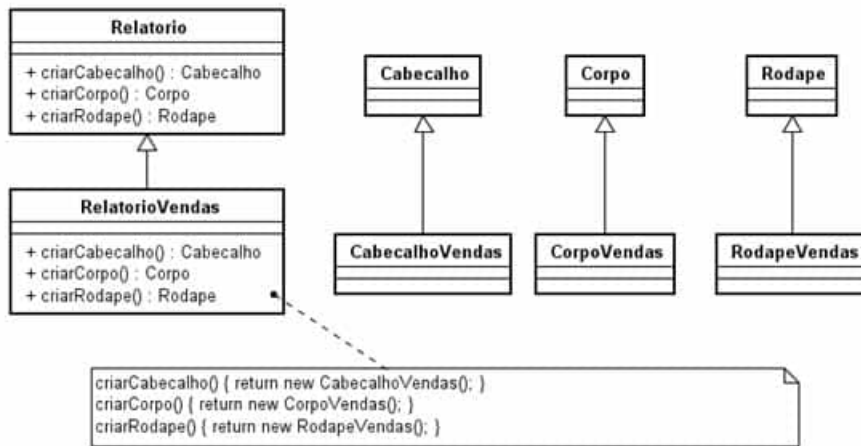 Relatorio
+ criarCabecalho() : Cabecalho
+ criarCorpo() : Corpo
+ criarRodape() : Rodape
Cabecalho
Corpo
Rodape
RelatorioVendas
+ criarCabecalho() : Cabecalho
+ criarCorpo() : Corpo
+ criarRodape() : Rodape
CabecalhoVendas
CorpoVendas
RodapeVendas
criarCabecalho() { return new CabecalhoVendas(); }
criarCorpo() { return new CorpoVendas(); }
criarRodape() { return new RodapeVendas(); }